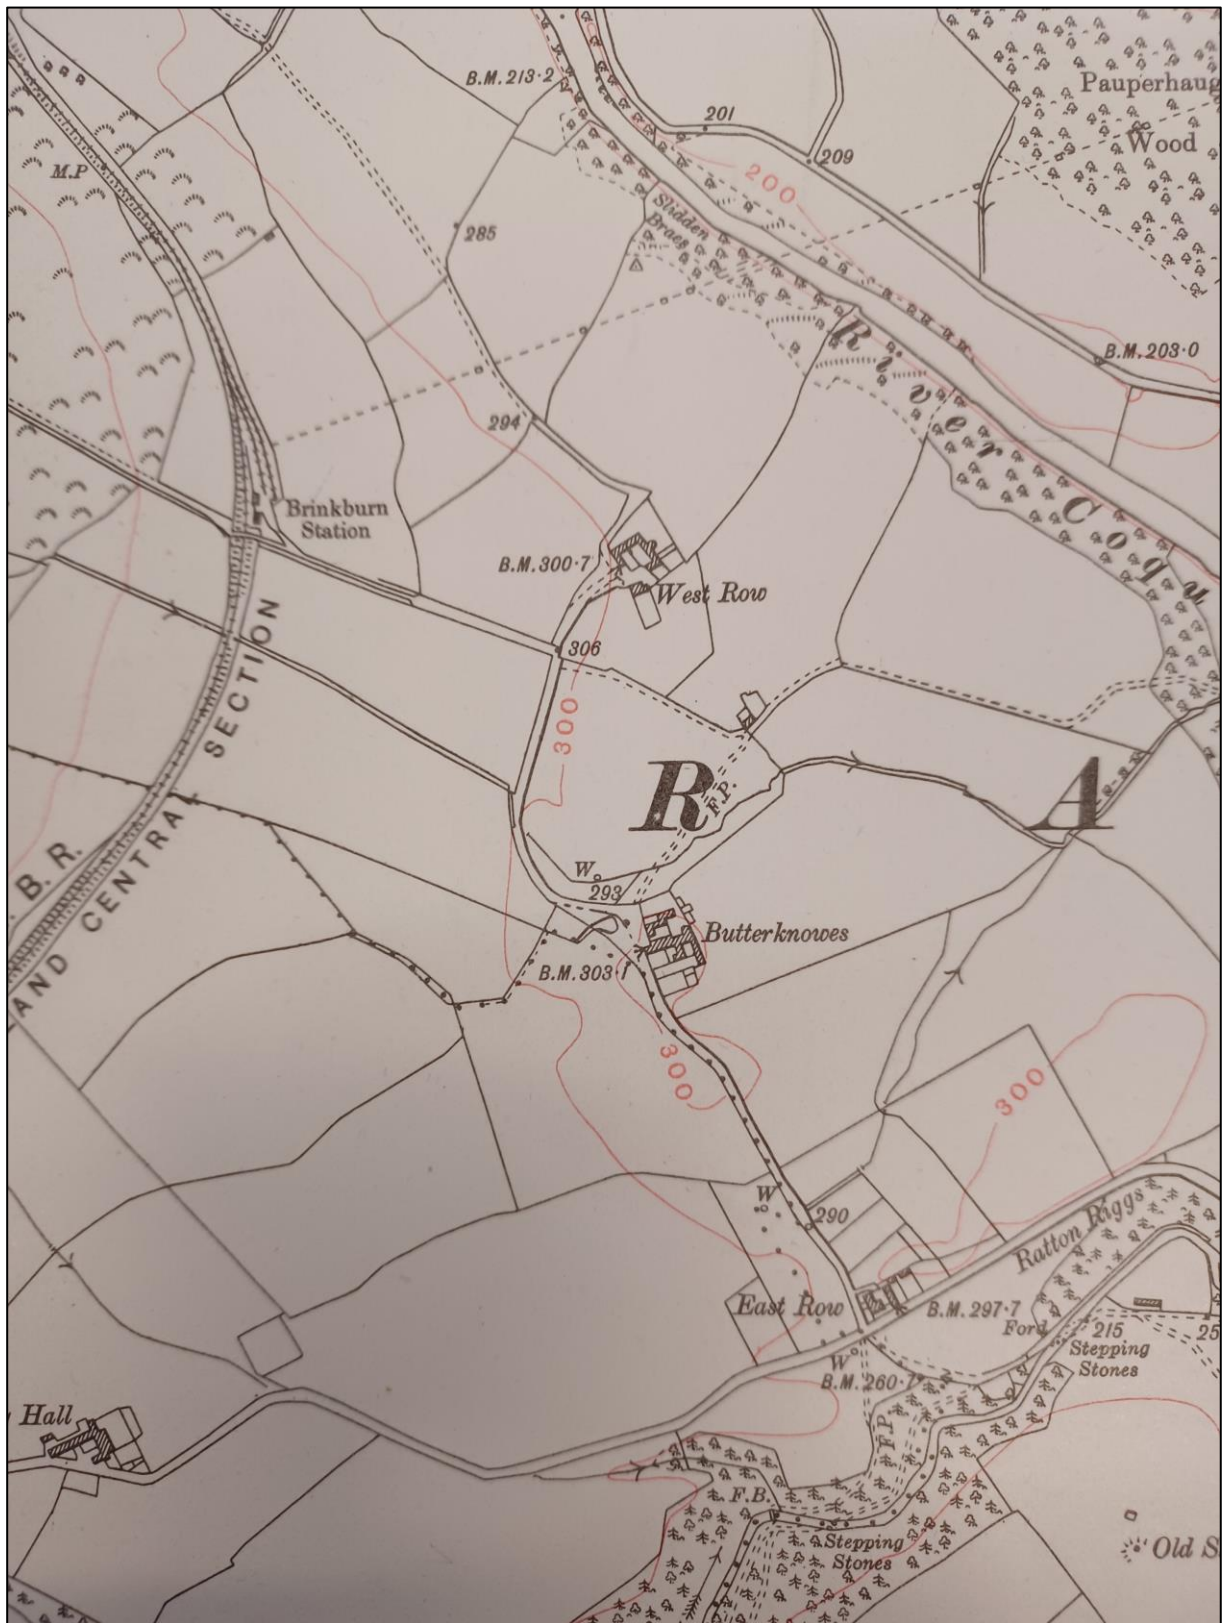 B.M. 213·2
Pauperhaug
201
Wood
209
M.P
200
Slidden
Braes
285
River Coqu
B.M. 203·0
294
Brinkburn
Station
B.M. 300·7
West Row
306
300
R
A
F.P.
W.
293
B.R.
AND CENTRAL SECTION
Butterknowes
B.M. 303·1
300
300
W
290
Ratton Riggs
East Row
B.M. 297·7
Ford
215
25
Stepping
Stones
W
B.M. 260·7
Hall
F.P.
F.B.
Stepping
Stones
Old S